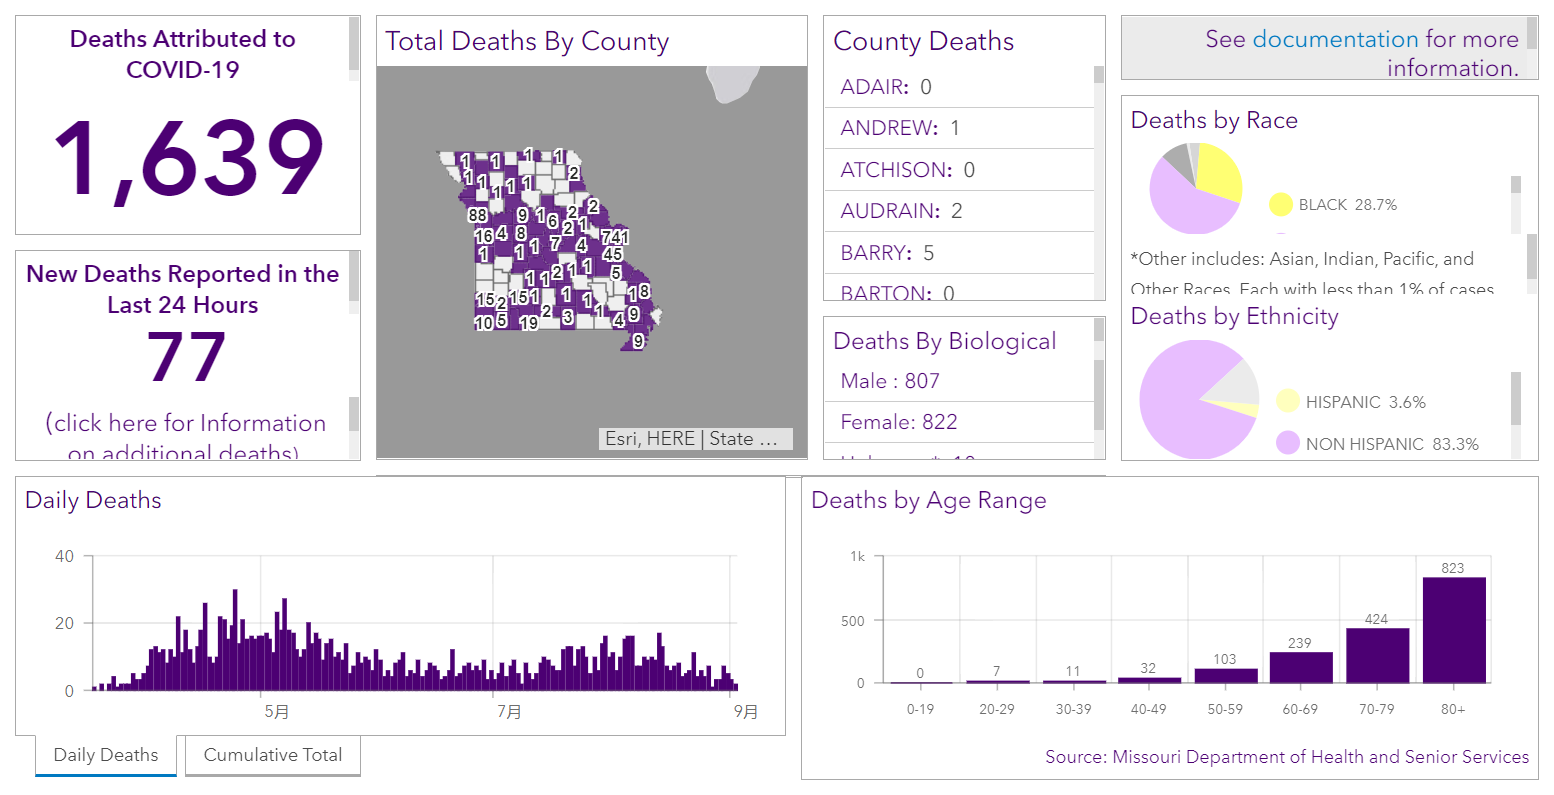 Deaths Attributed to
COVID-19
1,639
New Deaths Reported in the
Last 24 Hours
77
(click here for Information
on additional deaths)
Total Deaths By County
1 1 1 1
1 1 1 1 1 2
88 9 1 6 2 1 2
16 4 8 1 1 7 4 741
1 45
1 1 2 1 1 5
15 2 15 1 1 1 18
10 5 19 2 3 1 4 9
9
Esri, HERE | State …
County Deaths
ADAIR: 0
ANDREW: 1
ATCHISON: 0
AUDRAIN: 2
BARRY: 5
BARTON: 0
Deaths By Biological
Male : 807
Female: 822
See documentation for more
information.
Deaths by Race
BLACK 28.7%
*Other includes: Asian, Indian, Pacific, and
Other Races. Each with less than 1% of cases
Deaths by Ethnicity
HISPANIC 3.6%
NON HISPANIC 83.3%
Daily Deaths
40
20
0
5月 7月 9月
Daily Deaths
Cumulative Total
Deaths by Age Range
1k
500
0
0 7 11 32 103 239 424 823
0-19 20-29 30-39 40-49 50-59 60-69 70-79 80+
Source: Missouri Department of Health and Senior Services